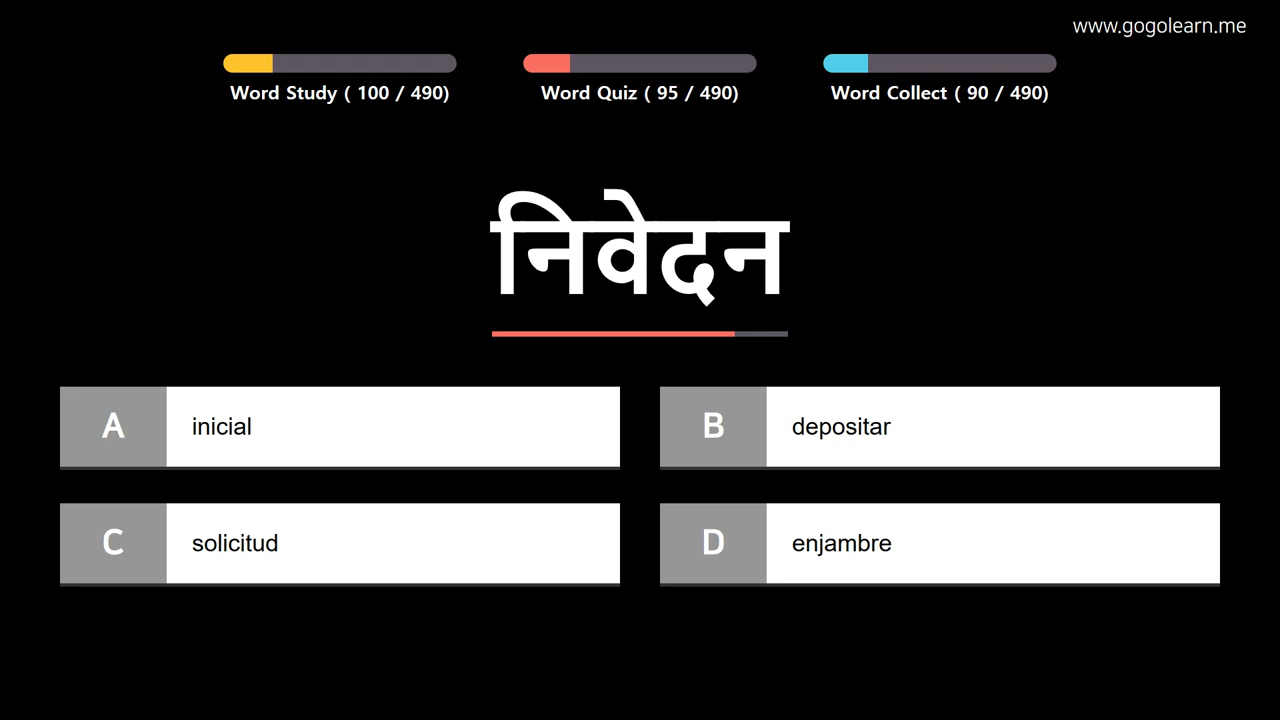 www.gogolearn.me
Word Study ( 100 / 490)
Word Quiz ( 95 / 490)
Word Collect ( 90 / 490)
निवेदन
A inicial
B depositar
C solicitud
D enjambre